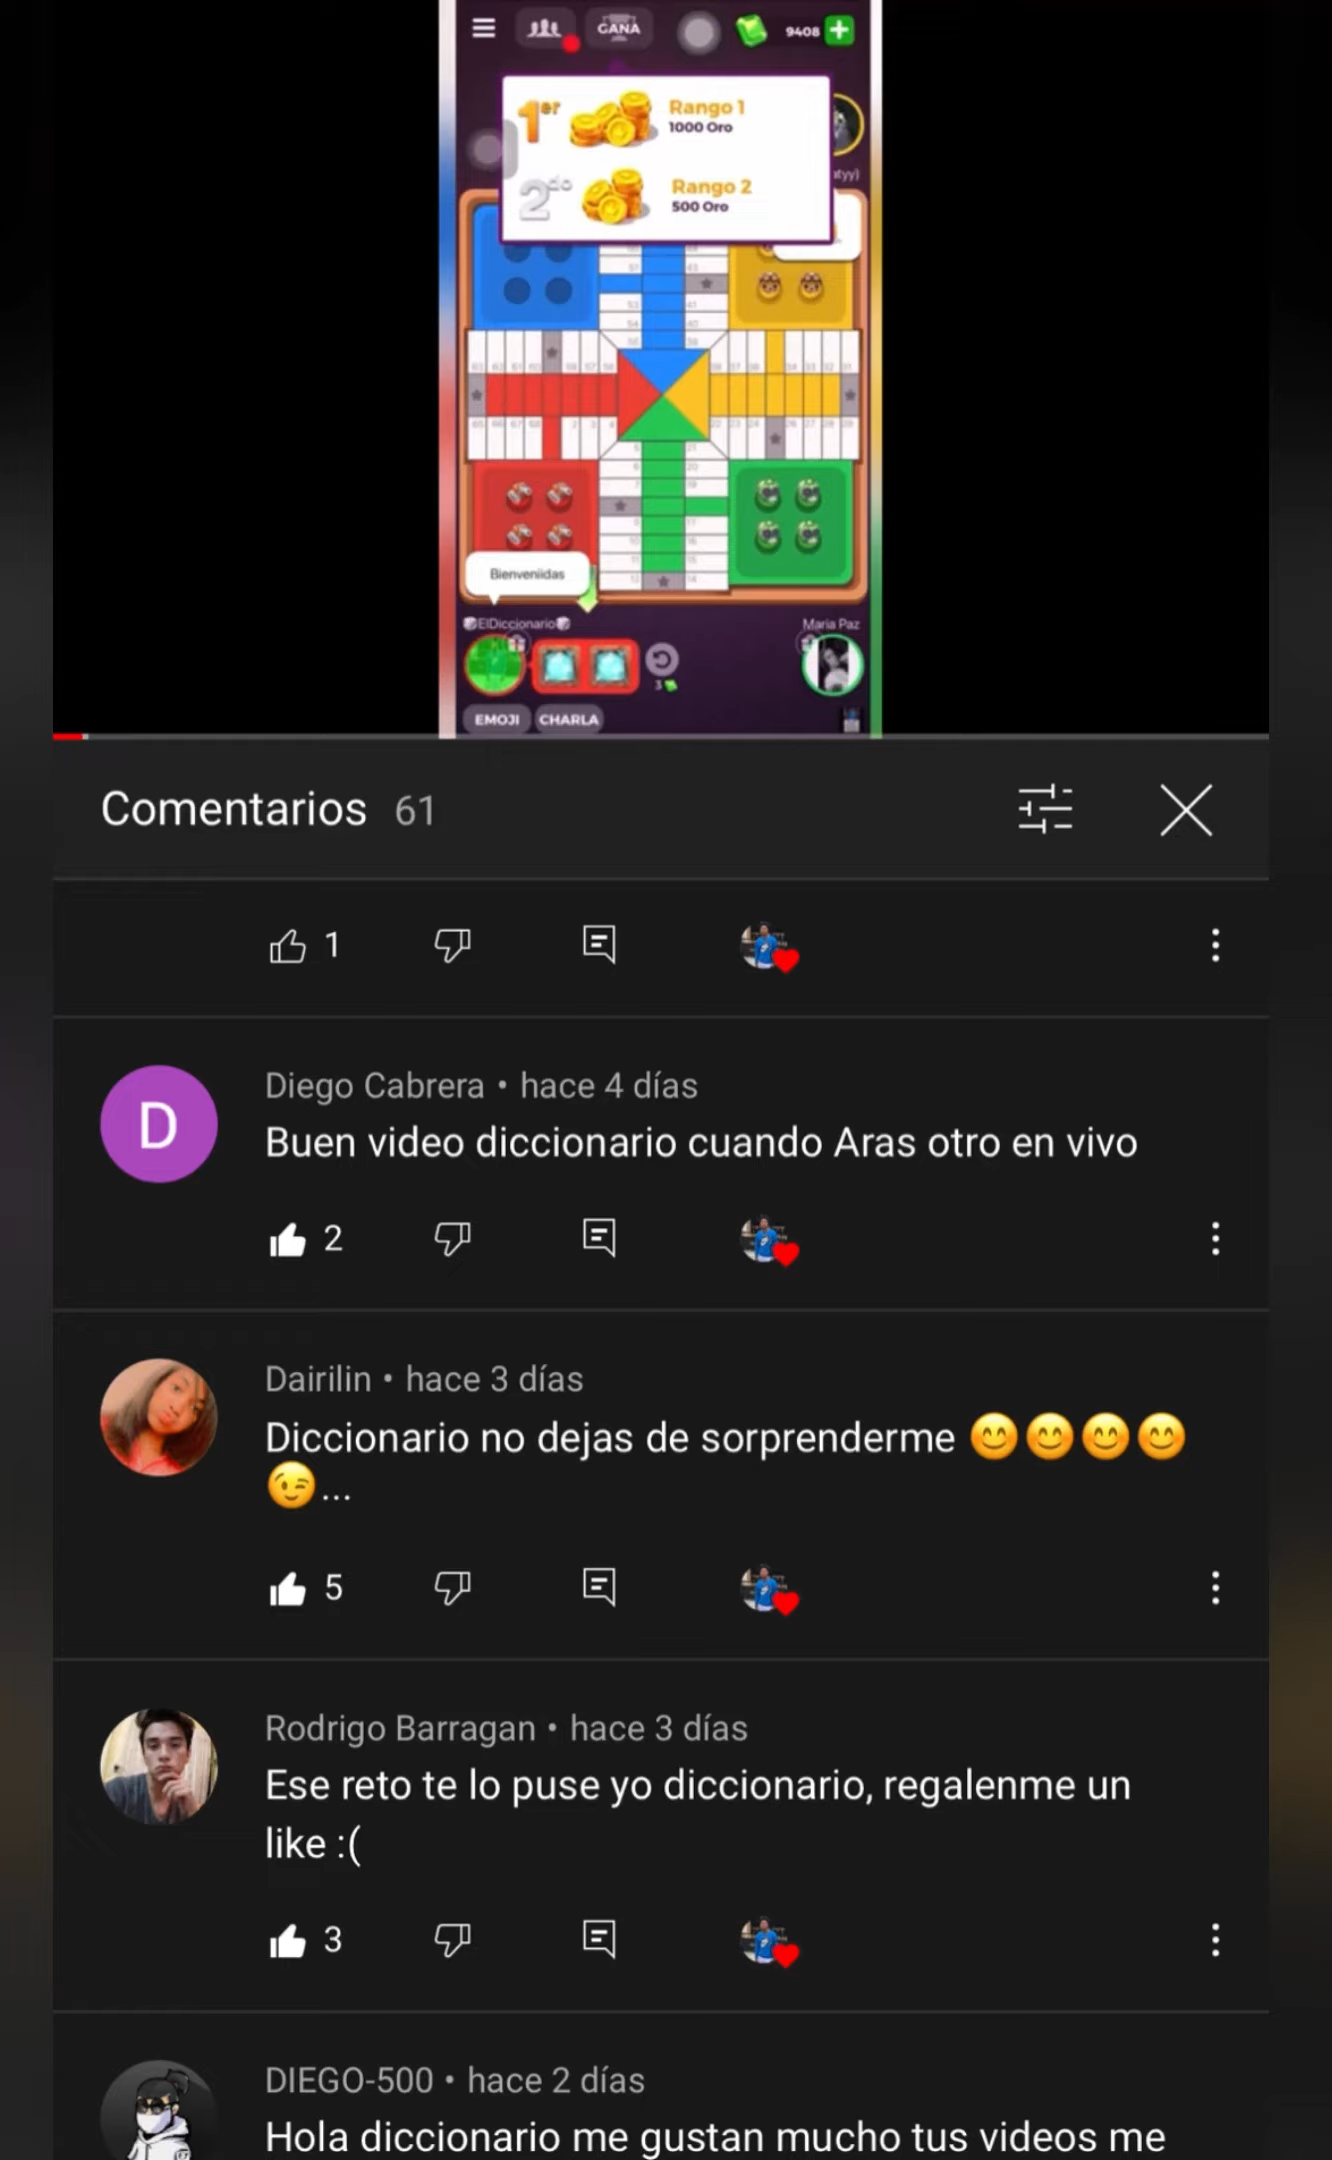 GANA
9408
1er
Rango 1
1000 Oro
2do
Rango 2
500 Oro
Bienveniidas
ElDiccionario
Maria Paz
3
EMOJI
CHARLA
Comentarios 61
1
D
Diego Cabrera • hace 4 días
Buen video diccionario cuando Aras otro en vivo
2
Dairilin • hace 3 días
Diccionario no dejas de sorprenderme 😊😊😊😊
😉...
5
Rodrigo Barragan • hace 3 días
Ese reto te lo puse yo diccionario, regalenme un
like :(
3
DIEGO-500 • hace 2 días
Hola diccionario me gustan mucho tus videos me